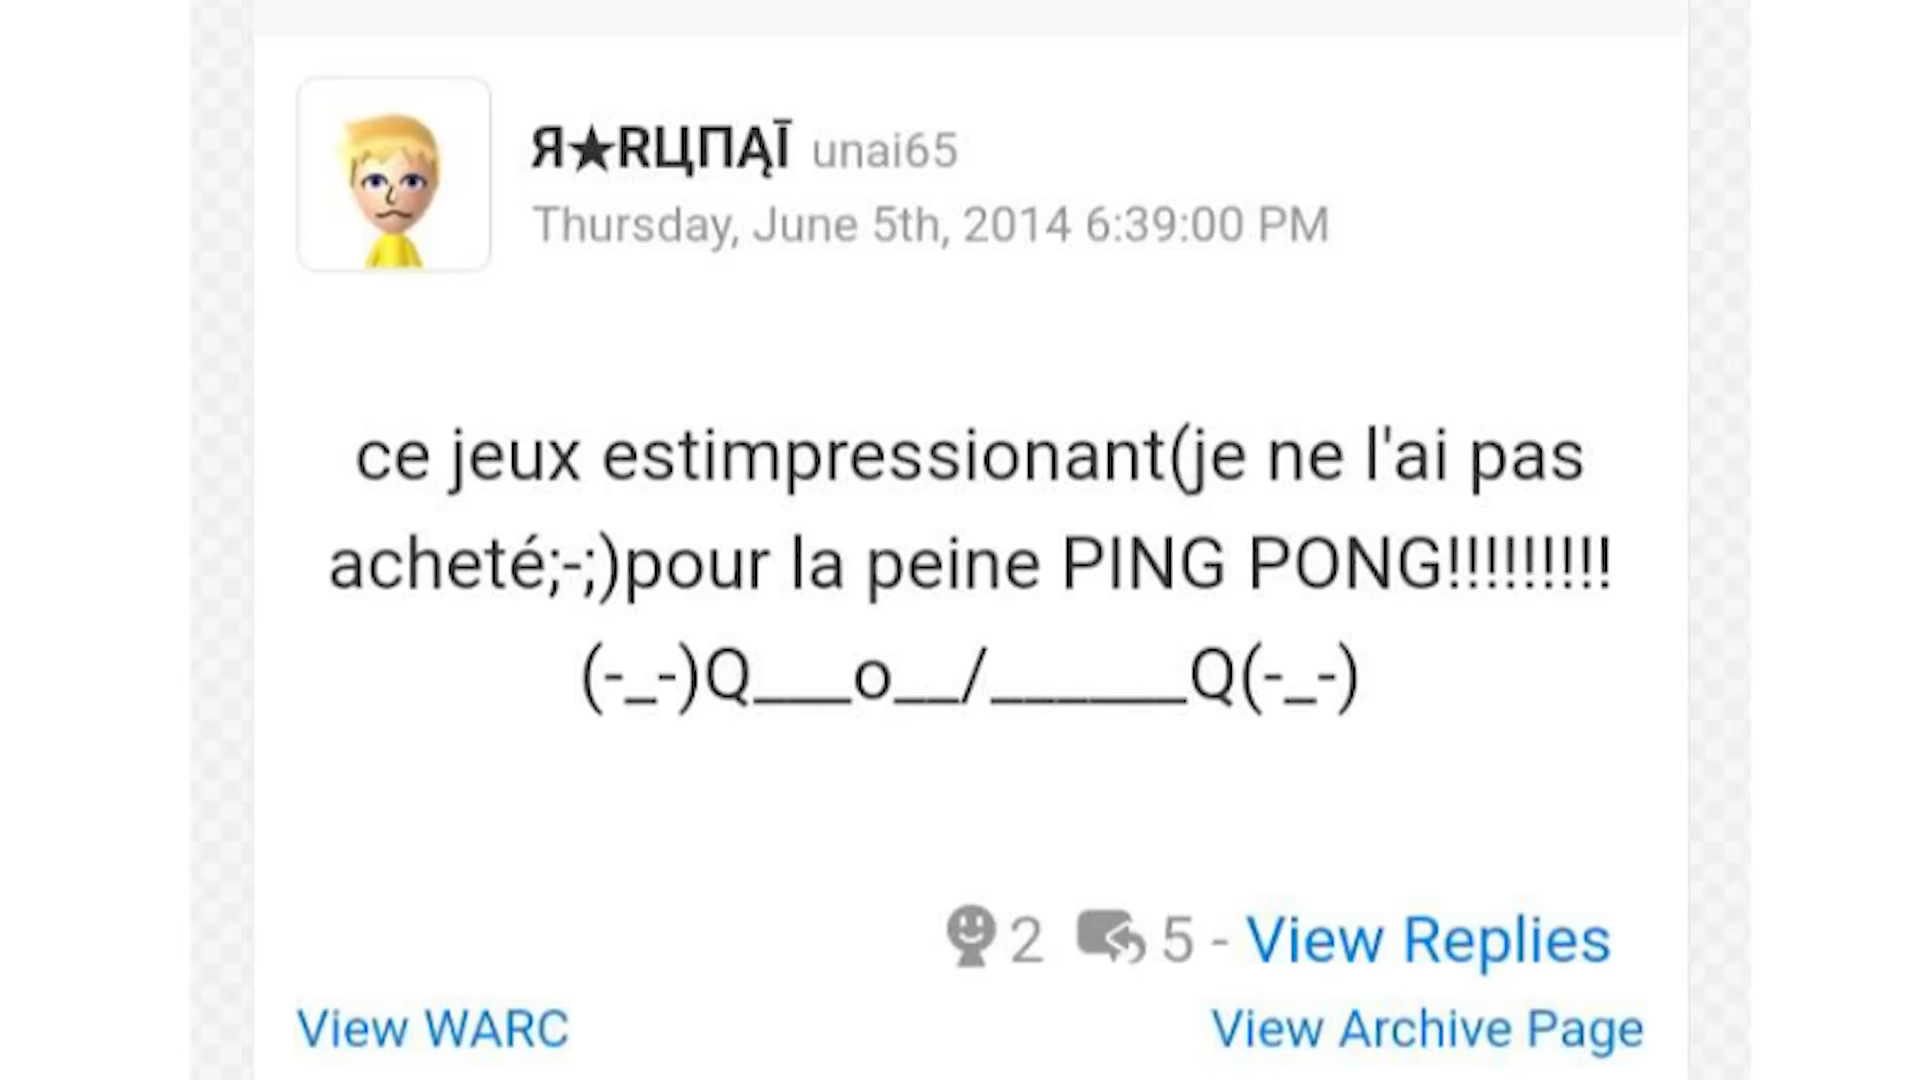 Я★RЦПĄĪ unai65
Thursday, June 5th, 2014 6:39:00 PM
ce jeux estimpressionant(je ne l'ai pas
acheté;-;)pour la peine PING PONG!!!!!!!!!
(-_-)Q___o__/______Q(-_-)
2 5 - View Replies
View WARC
View Archive Page